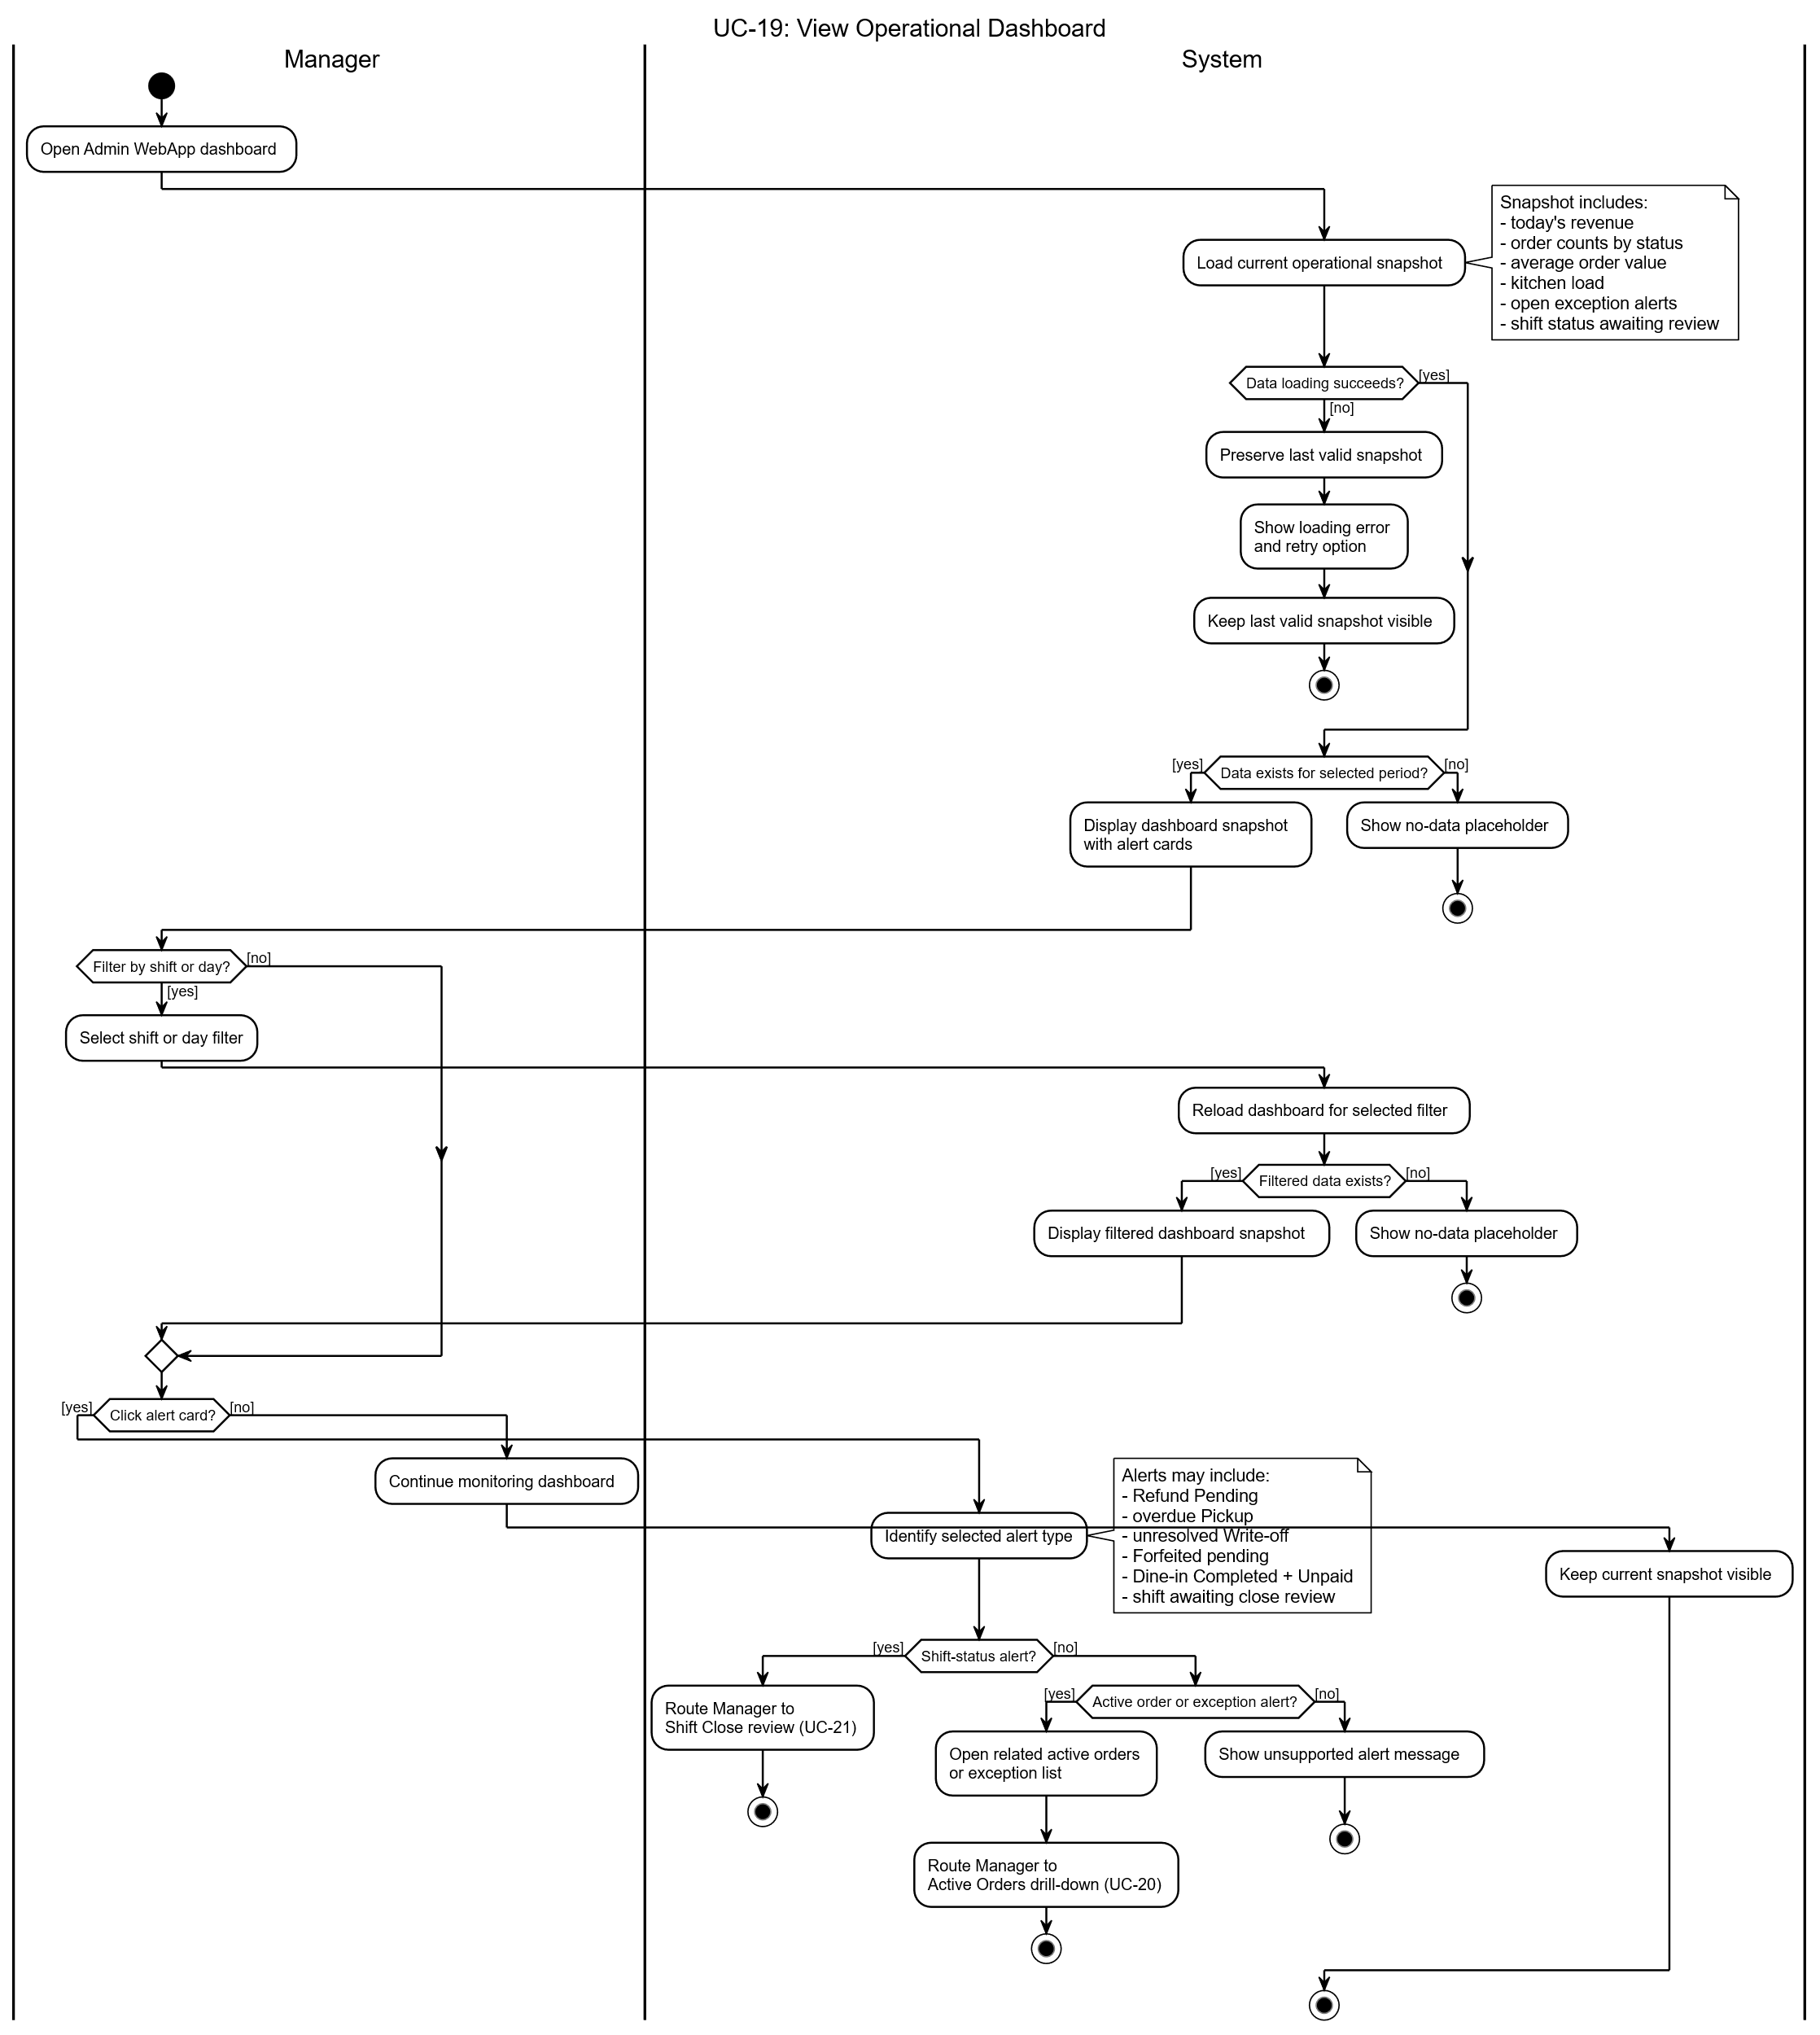 UC-19: View Operational Dashboard
Manager
System
Open Admin WebApp dashboard
Snapshot includes:
- today's revenue
- order counts by status
- average order value
- kitchen load
- open exception alerts
- shift status awaiting review
Load current operational snapshot
Data loading succeeds?
[yes]
[no]
Preserve last valid snapshot
Show loading error
and retry option
Keep last valid snapshot visible
[yes]
Data exists for selected period?
[no]
Display dashboard snapshot
with alert cards
Show no-data placeholder
Filter by shift or day?
[no]
[yes]
Select shift or day filter
Reload dashboard for selected filter
[yes]
Filtered data exists?
[no]
Display filtered dashboard snapshot
Show no-data placeholder
[yes]
Click alert card?
[no]
Continue monitoring dashboard
Alerts may include:
- Refund Pending
- overdue Pickup
- unresolved Write-off
- Forfeited pending
- Dine-in Completed + Unpaid
- shift awaiting close review
Identify selected alert type
Keep current snapshot visible
[yes]
Shift-status alert?
[no]
Route Manager to
Shift Close review (UC-21)
[yes]
Active order or exception alert?
[no]
Open related active orders
or exception list
Show unsupported alert message
Route Manager to
Active Orders drill-down (UC-20)